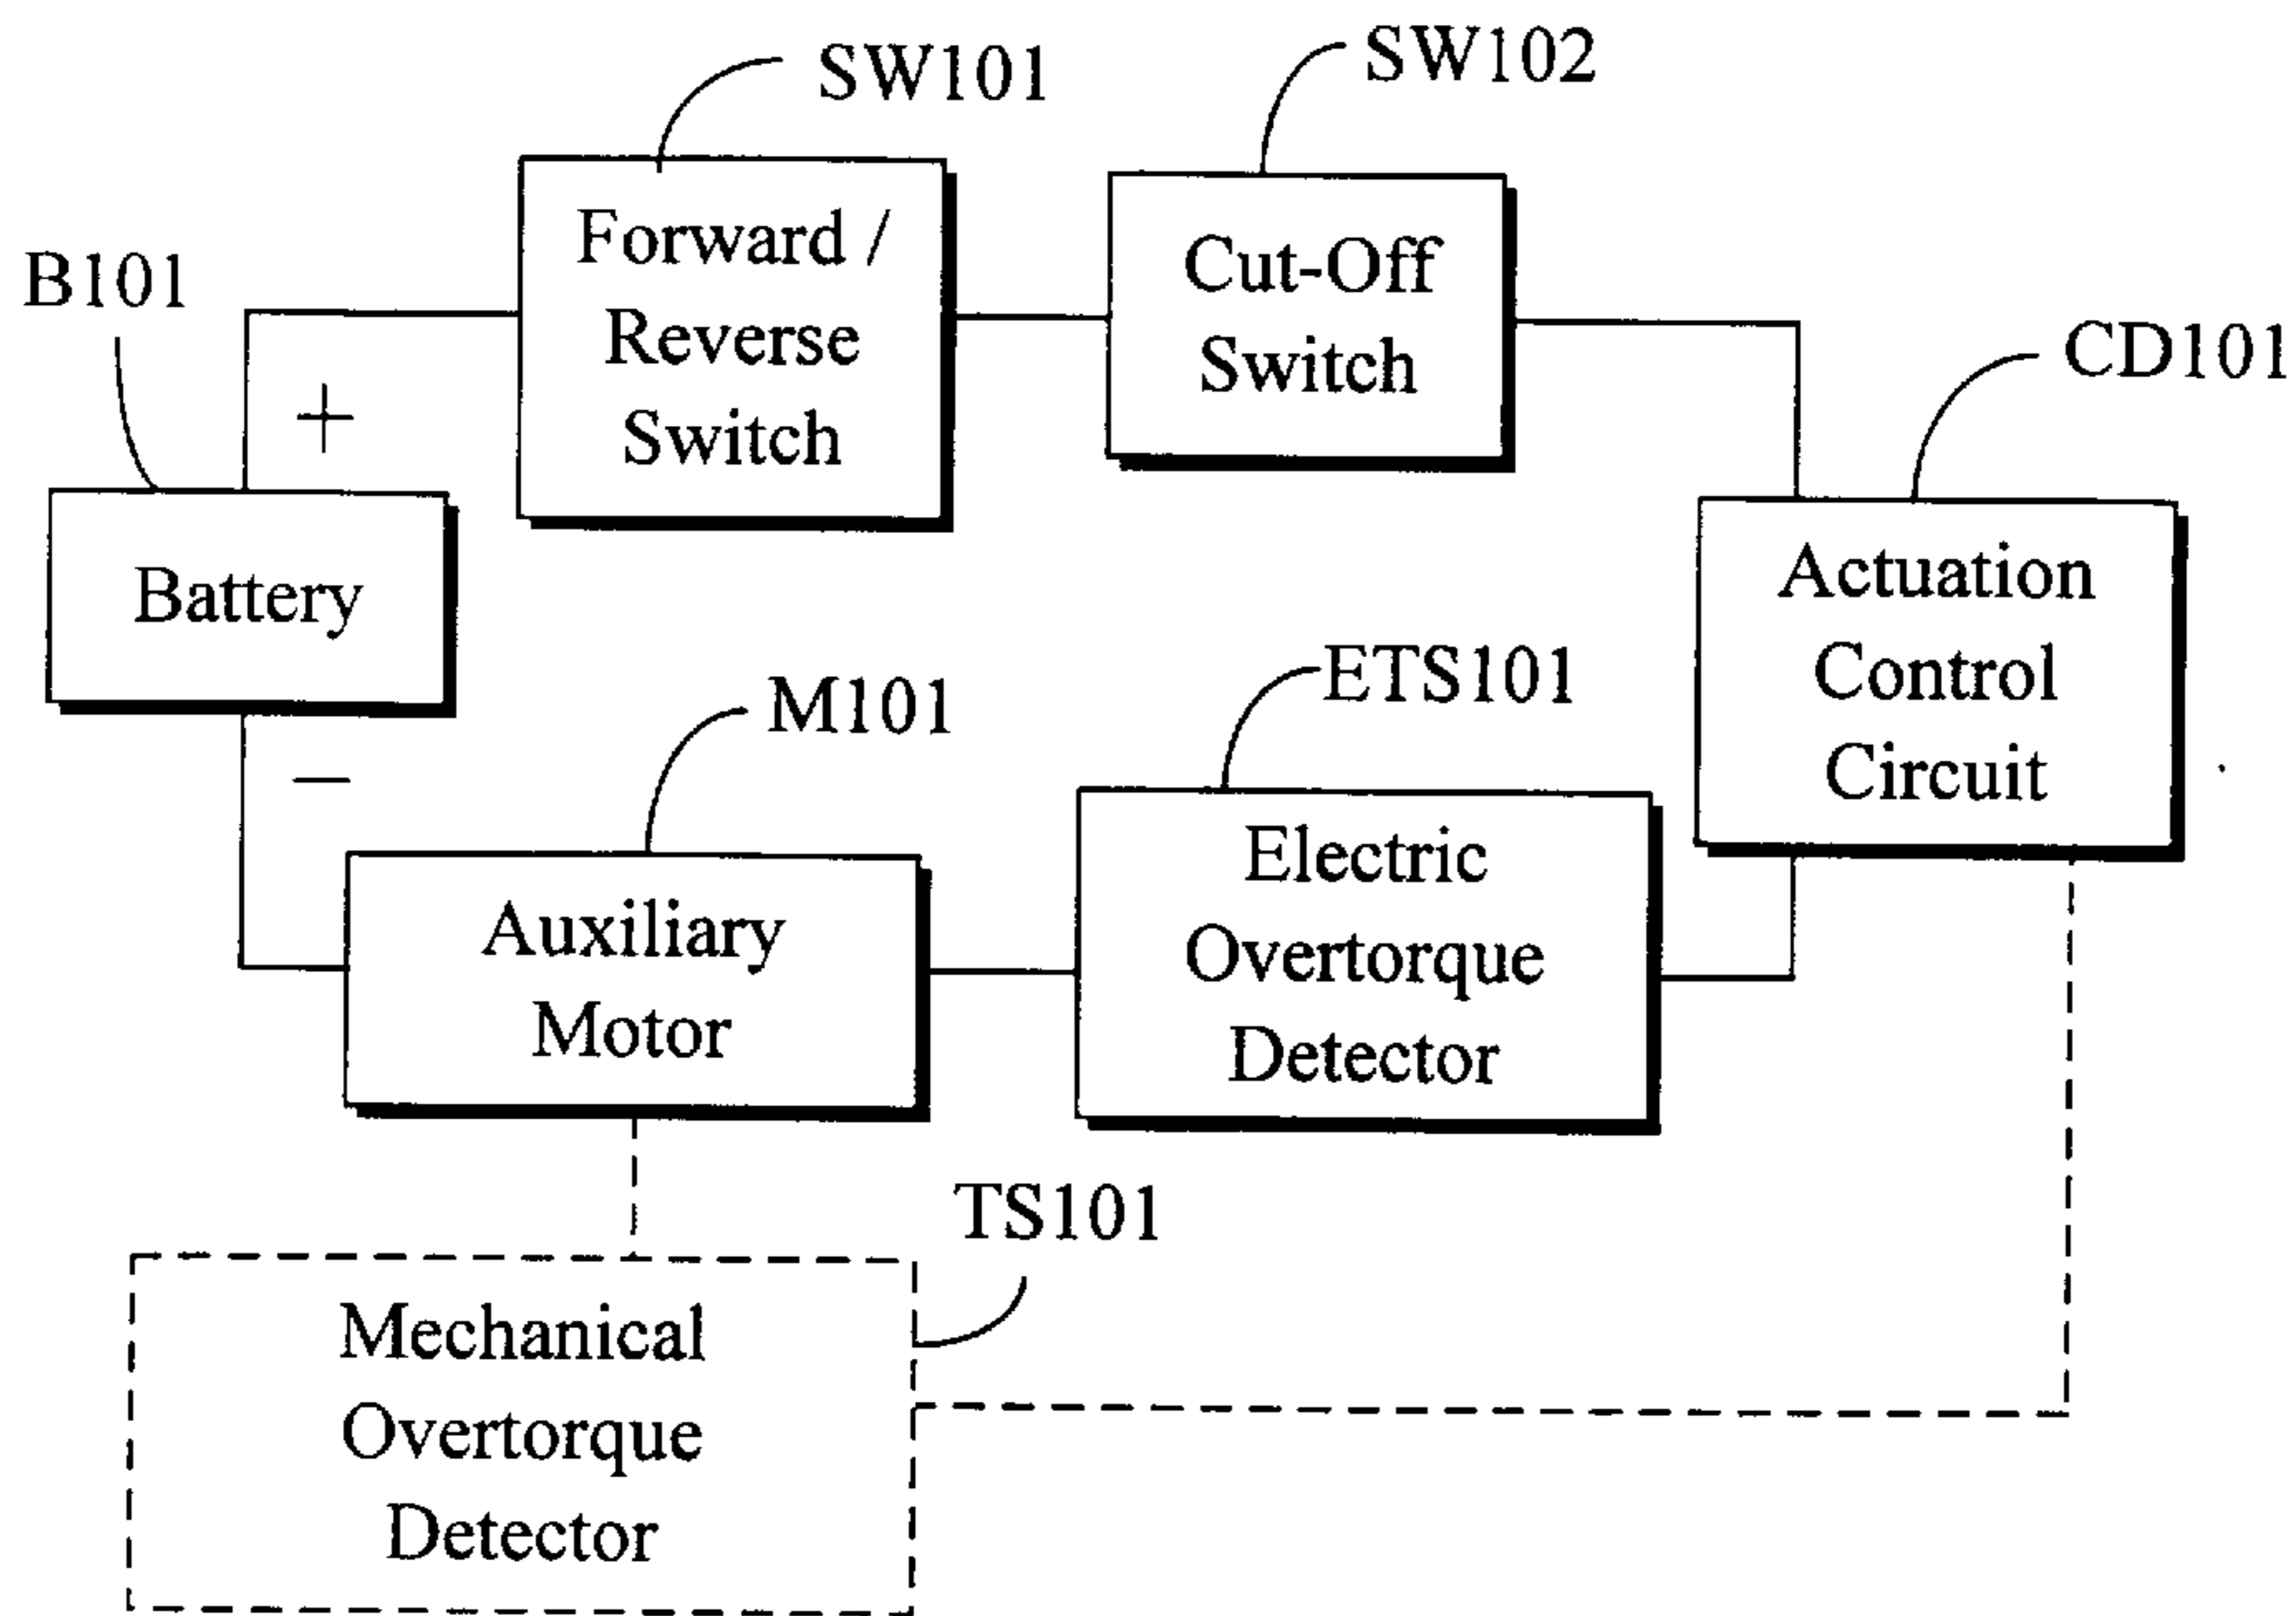 SW101
SW102
Forward /
Reverse
Switch
Cut-Off
Switch
B101
+
CD101
Battery
Actuation
Control
Circuit
ETS101
M101
—
Electric
Overtorque
Detector
Auxiliary
Motor
TS101
Mechanical
Overtorque
Detector